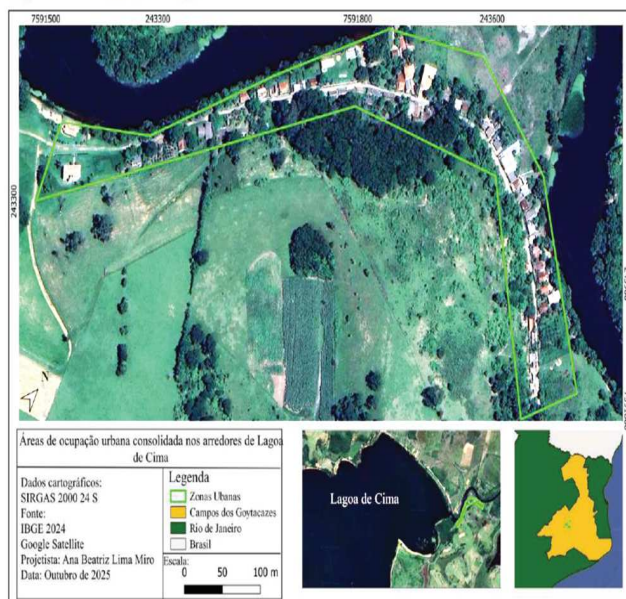 7591500
243300
7591800
243600
243300
Áreas de ocupação urbana consolidada nos arredores de Lagoa
de Cima
Dados cartográficos:
SIRGAS 2000 24 S
Fonte:
IBGE 2024
Google Satellite
Projetista: Ana Beatriz Lima Miro
Data: Outubro de 2025
Legenda
Zonas Ubanas
Campos dos Goytacazes
Rio de Janeiro
Brasil
Escala:
0 50 100 m
Lagoa de Cima